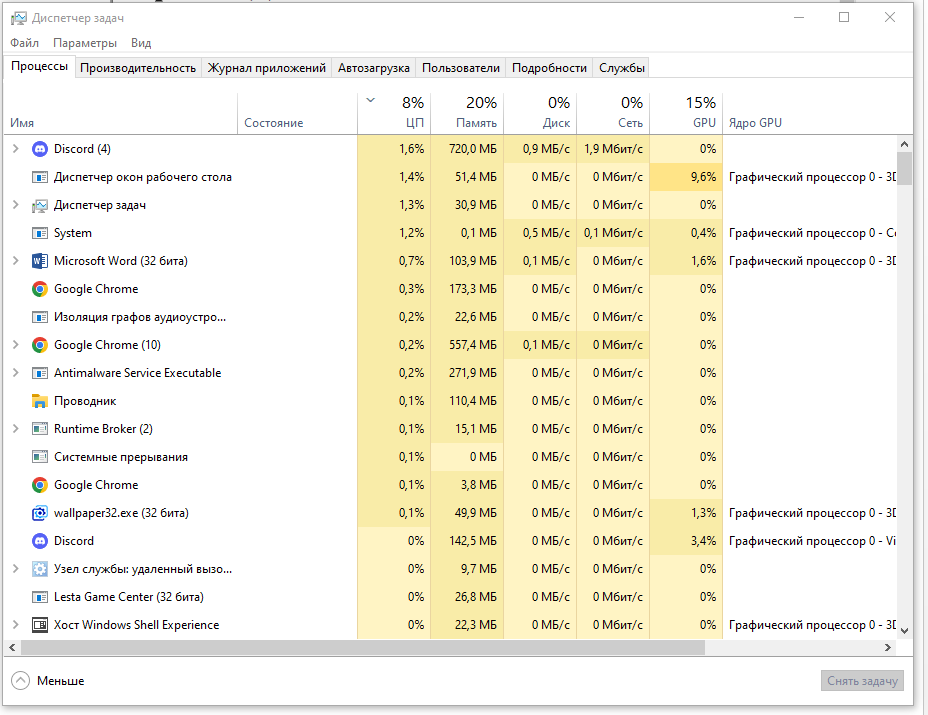 Диспетчер задач
Файл Параметры Вид
Процессы Производительность Журнал приложений Автозагрузка Пользователи Подробности Службы
8% 20% 0% 0% 15%
Имя Состояние ЦП Память Диск Сеть GPU Ядро GPU
Discord (4) 1,6% 720,0 МБ 0,9 МБ/с 1,9 Мбит/с 0%
Диспетчер окон рабочего стола 1,4% 51,4 МБ 0 МБ/с 0 Мбит/с 9,6% Графический процессор 0 - 3D
Диспетчер задач 1,3% 30,9 МБ 0 МБ/с 0 Мбит/с 0%
System 1,2% 0,1 МБ 0,5 МБ/с 0,1 Мбит/с 0,4% Графический процессор 0 - Co
Microsoft Word (32 бита) 0,7% 103,9 МБ 0,1 МБ/с 0 Мбит/с 1,6% Графический процессор 0 - 3D
Google Chrome 0,3% 173,3 МБ 0 МБ/с 0 Мбит/с 0%
Изоляция графов аудиоустро... 0,2% 22,6 МБ 0 МБ/с 0 Мбит/с 0%
Google Chrome (10) 0,2% 557,4 МБ 0,1 МБ/с 0 Мбит/с 0%
Antimalware Service Executable 0,2% 271,9 МБ 0 МБ/с 0 Мбит/с 0%
Проводник 0,1% 110,4 МБ 0 МБ/с 0 Мбит/с 0%
Runtime Broker (2) 0,1% 15,1 МБ 0 МБ/с 0 Мбит/с 0%
Системные прерывания 0,1% 0 МБ 0 МБ/с 0 Мбит/с 0%
Google Chrome 0,1% 3,8 МБ 0 МБ/с 0 Мбит/с 0%
wallpaper32.exe (32 бита) 0,1% 49,9 МБ 0 МБ/с 0 Мбит/с 1,3% Графический процессор 0 - 3D
Discord 0% 142,5 МБ 0 МБ/с 0 Мбит/с 3,4% Графический процессор 0 - Vi
Узел службы: удаленный вызо... 0% 9,7 МБ 0 МБ/с 0 Мбит/с 0%
Lesta Game Center (32 бита) 0% 26,8 МБ 0 МБ/с 0 Мбит/с 0%
Хост Windows Shell Experience 0% 22,3 МБ 0 МБ/с 0 Мбит/с 0% Графический процессор 0 - 3D
Меньше Снять задачу